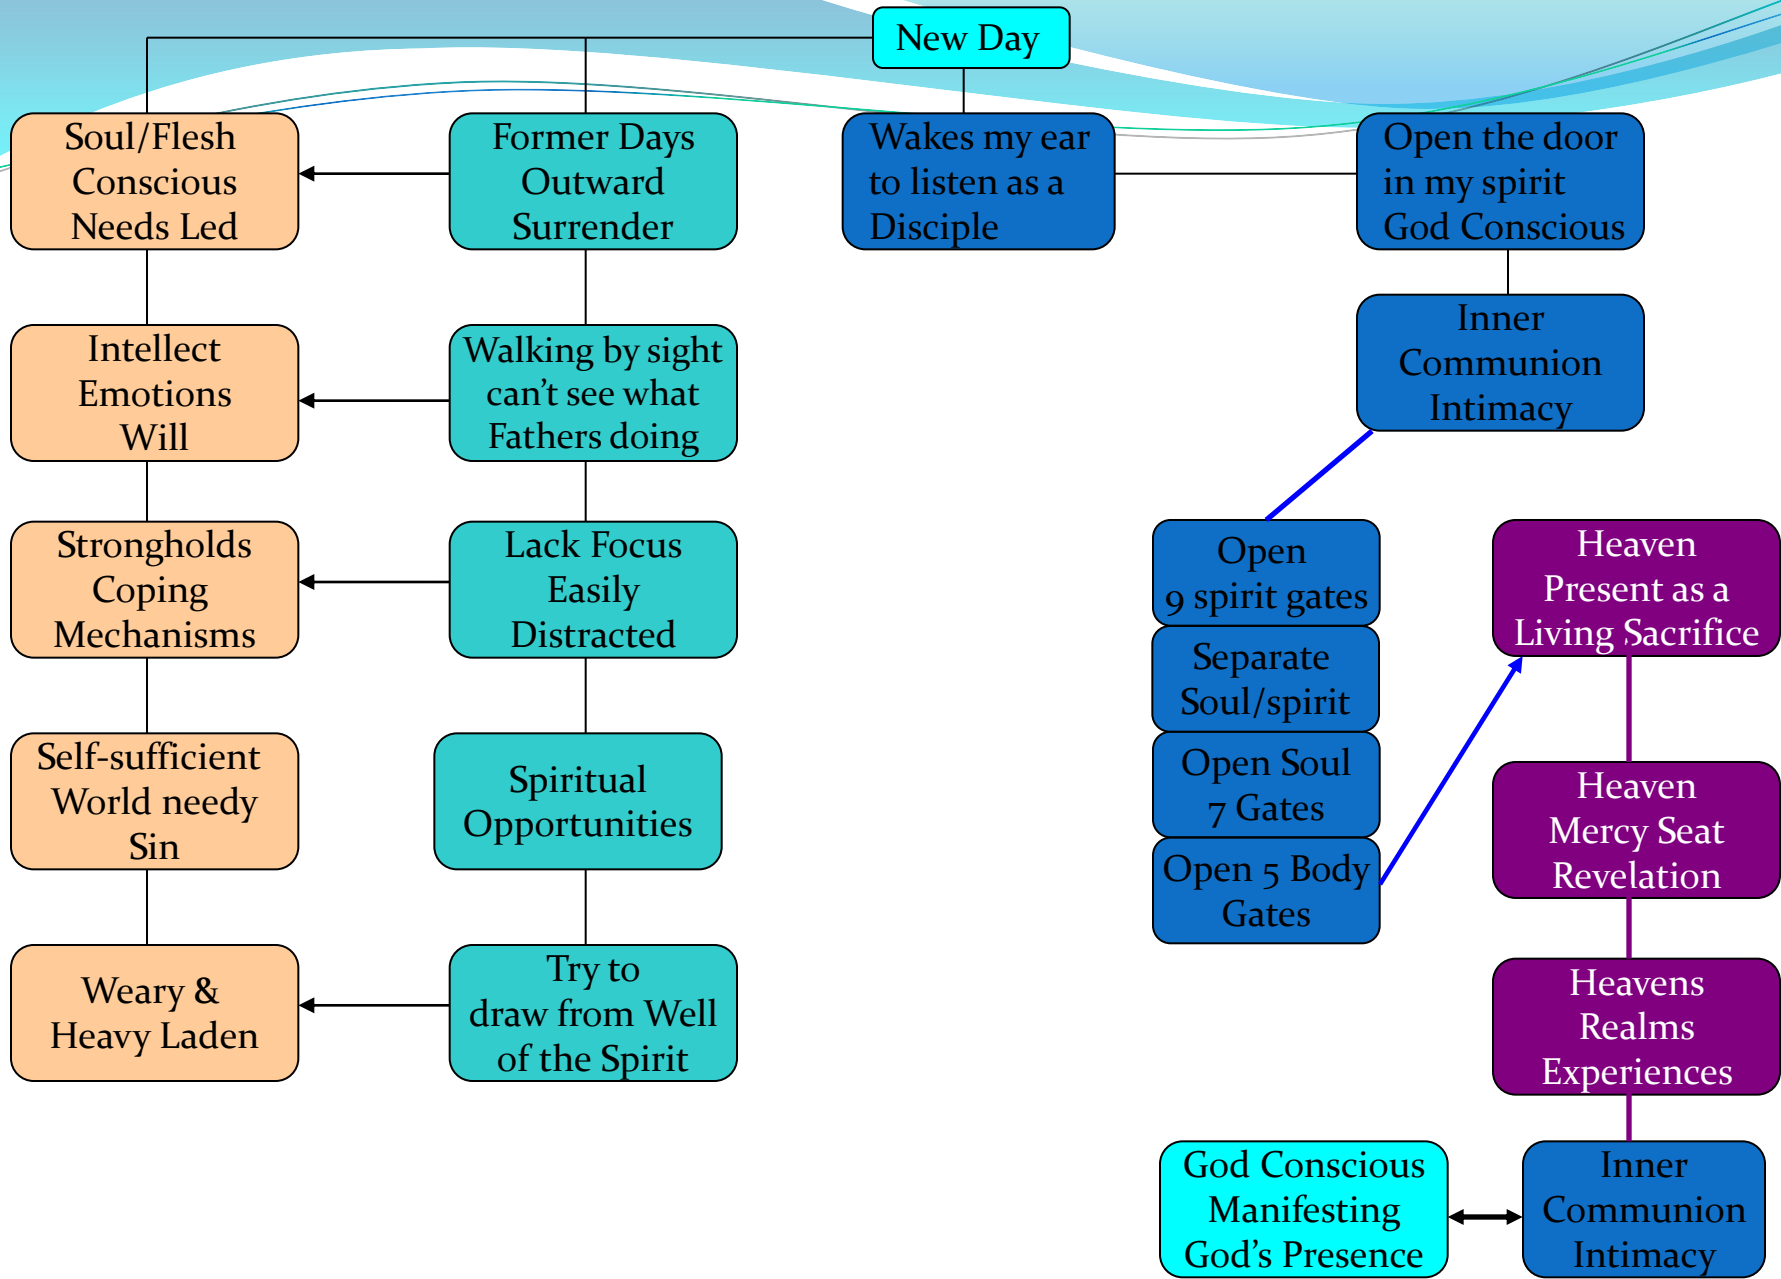 New Day
Soul/Flesh
Conscious
Needs Led
Former Days
Outward
Surrender
Wakes my ear
to listen as a
Disciple
Open the door
in my spirit
God Conscious
Intellect
Emotions
Will
Walking by sight
can't see what
Fathers doing
Inner
Communion
Intimacy
Strongholds
Coping
Mechanisms
Lack Focus
Easily
Distracted
Open
9 spirit gates
Separate
Soul/spirit
Open Soul
7 Gates
Open 5 Body
Gates
Heaven
Present as a
Living Sacrifice
Self-sufficient
World needy
Sin
Spiritual
Opportunities
Heaven
Mercy Seat
Revelation
Weary &
Heavy Laden
Try to
draw from Well
of the Spirit
Heavens
Realms
Experiences
God Conscious
Manifesting
God's Presence
Inner
Communion
Intimacy